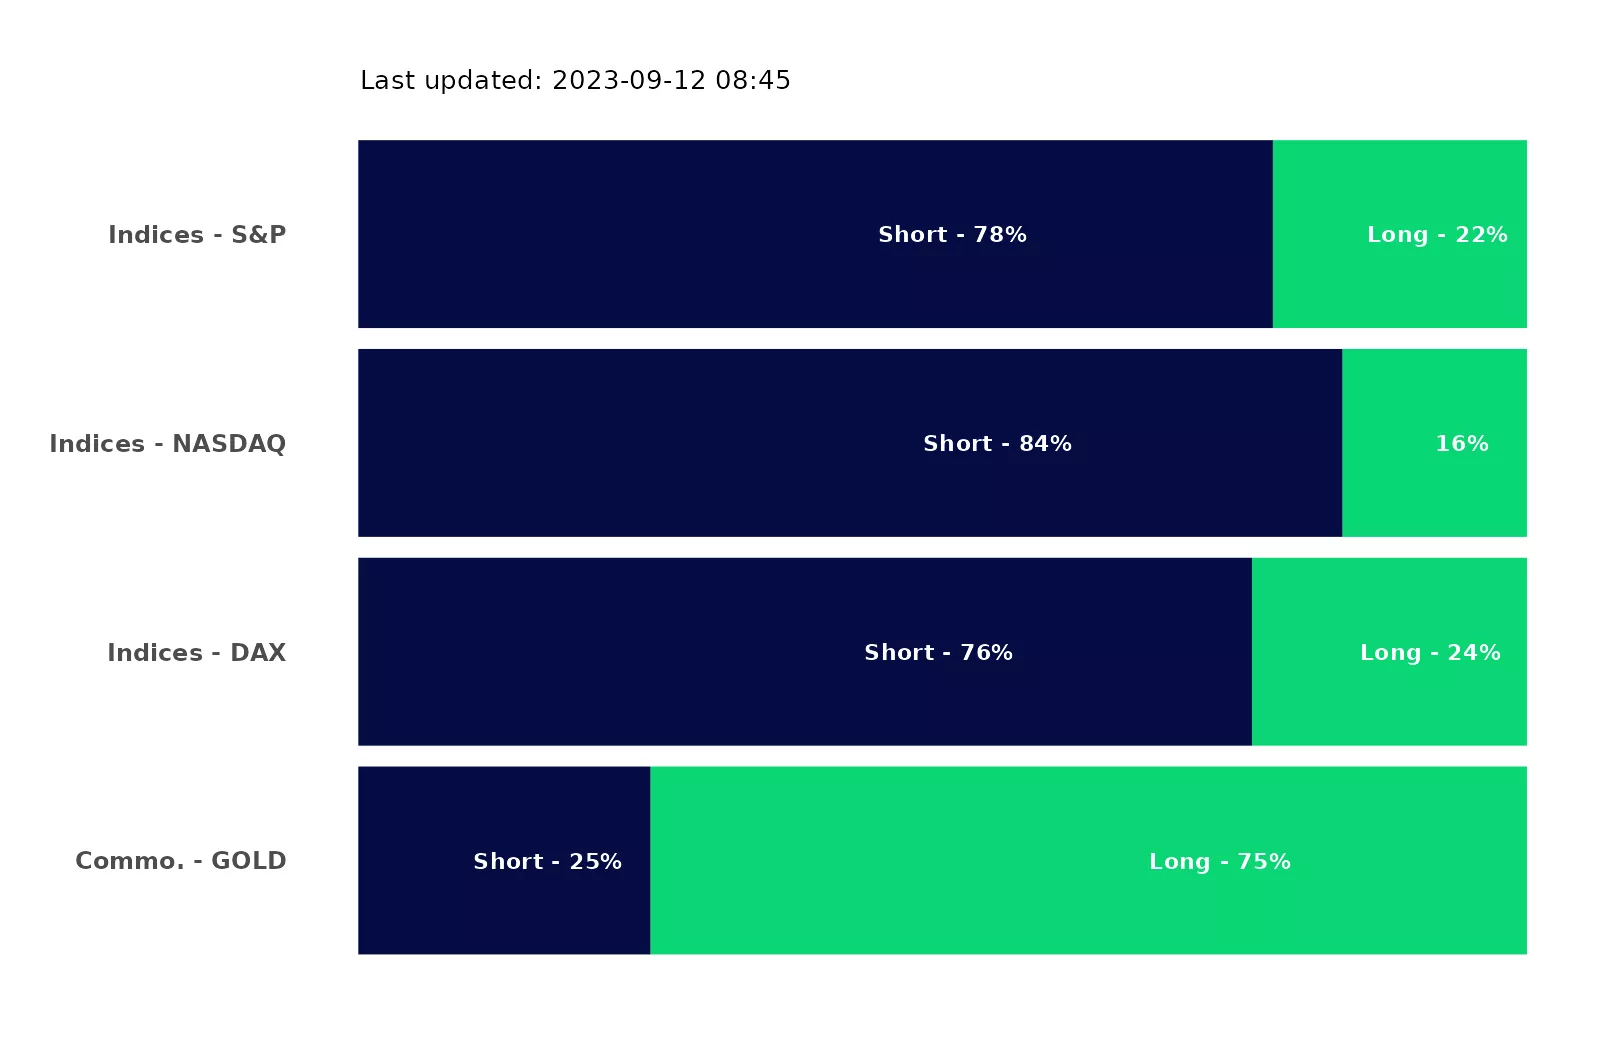 Last updated: 2023-09-12 08:45
Indices - S&P
Short - 78%
Long - 22%
Indices - NASDAQ
Short - 84%
16%
Indices - DAX
Short - 76%
Long - 24%
Commo. - GOLD
Short - 25%
Long - 75%